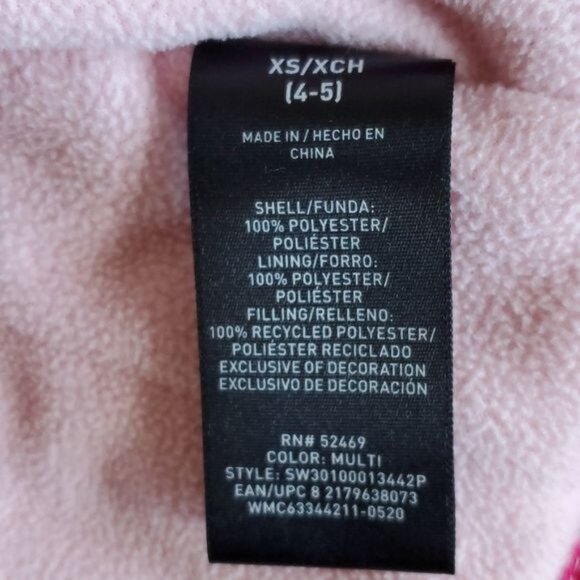 XS/XCH
(4-5)
MADE IN / HECHO EN
CHINA
SHELL/FUNDA:
100% POLYESTER/
POLIÉSTER
LINING/FORRO:
100% POLYESTER/
POLIÉSTER
FILLING/RELLENO:
100% RECYCLED POLYESTER/
POLIÉSTER RECICLADO
EXCLUSIVE OF DECORATION
EXCLUSIVO DE DECORACIÓN
RN# 52469
COLOR: MULTI
STYLE: SW30100013442P
EAN/UPC 8 2179638073
WMC63344211-0520